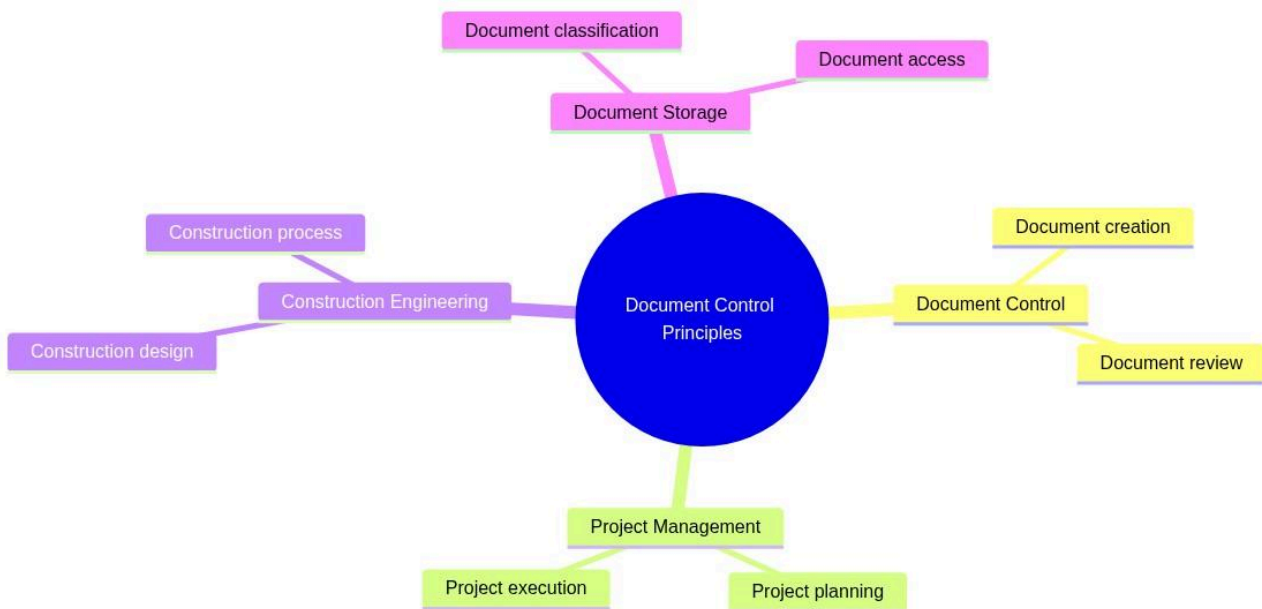 Document classification
Document access
Document Storage
Construction process
Construction Engineering
Construction design
Document Control
Principles
Document creation
Document Control
Document review
Project Management
Project execution
Project planning